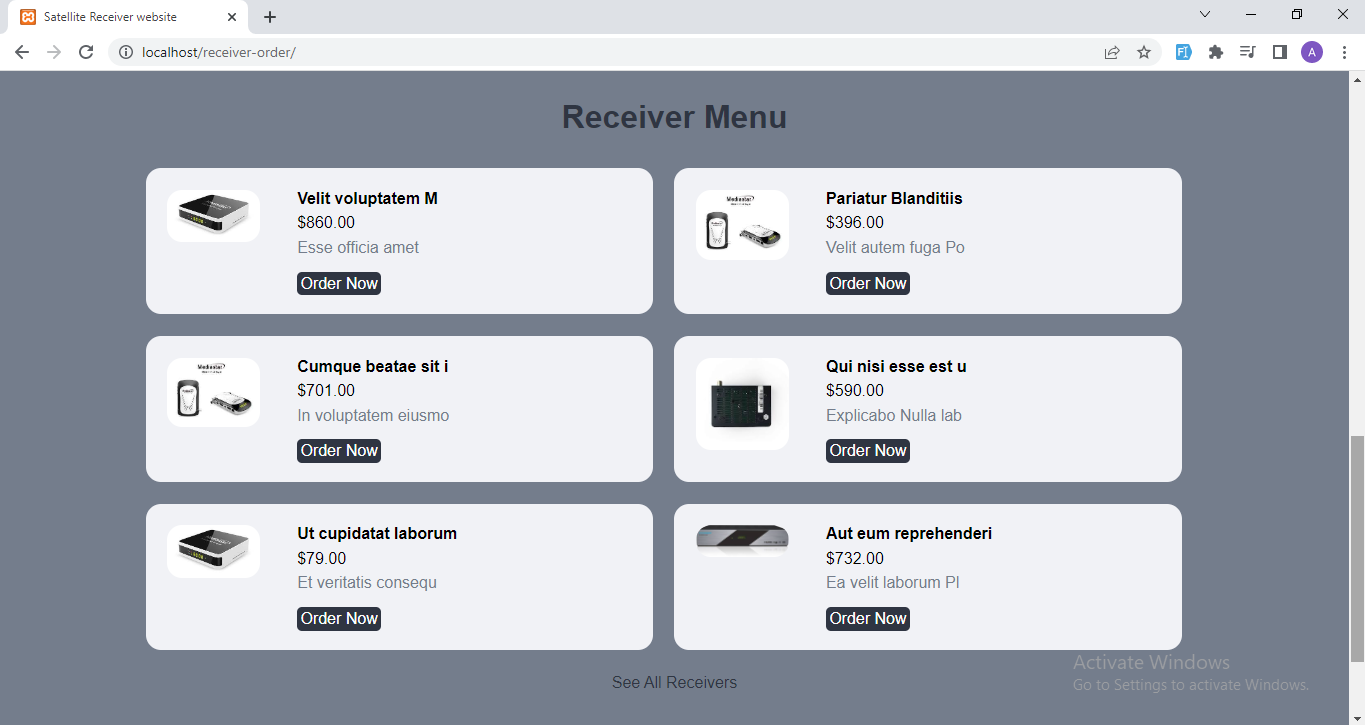 Satellite Receiver website
localhost/receiver-order/
A
Receiver Menu
Velit voluptatem M
$860.00
Esse officia amet
Order Now
Mediastar
Pariatur Blanditiis
$396.00
Velit autem fuga Po
Order Now
Mediastar
Cumque beatae sit i
$701.00
In voluptatem eiusmo
Order Now
Qui nisi esse est u
$590.00
Explicabo Nulla lab
Order Now
Ut cupidatat laborum
$79.00
Et veritatis consequ
Order Now
Aut eum reprehenderi
$732.00
Ea velit laborum Pl
Order Now
See All Receivers
Activate Windows
Go to Settings to activate Windows.